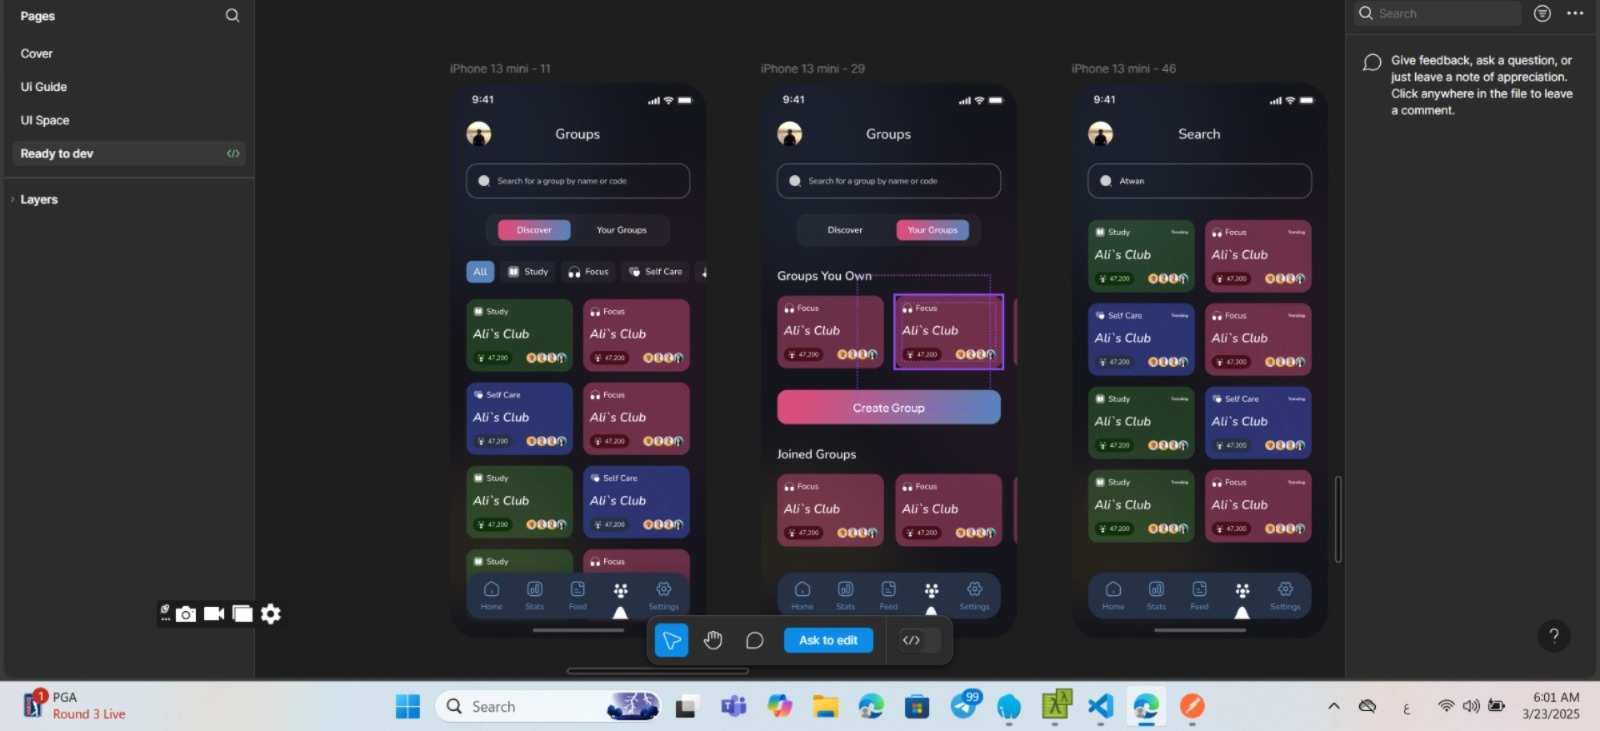 Pages
Cover
Ui Guide
UI Space
Ready to dev
Layers
iPhone 13 mini - 11
9:41
Groups
Search for a group by name or code
Discover
Your Groups
All
Study
Focus
Self Care
Study
Ali`s Club
47,200
Focus
Ali`s Club
47,200
Self Care
Ali`s Club
47,200
Focus
Ali`s Club
47,200
Study
Ali`s Club
47,200
Self Care
Ali`s Club
47,200
Study
Focus
Home
Stats
Feed
Settings
iPhone 13 mini - 29
9:41
Groups
Search for a group by name or code
Discover
Your Groups
Groups You Own
Focus
Ali`s Club
47,200
Focus
Ali`s Club
47,200
Create Group
Joined Groups
Focus
Ali`s Club
47,200
Focus
Ali`s Club
47,200
Home
Stats
Feed
Settings
iPhone 13 mini - 46
9:41
Search
Atwan
Study
Trending
Ali`s Club
47,200
Focus
Trending
Ali`s Club
47,200
Self Care
Trending
Ali`s Club
47,200
Focus
Trending
Ali`s Club
47,200
Study
Trending
Ali`s Club
47,200
Self Care
Trending
Ali`s Club
47,200
Study
Trending
Ali`s Club
47,200
Focus
Trending
Ali`s Club
47,200
Home
Stats
Feed
Settings
Ask to edit
Search
Give feedback, ask a question, or
just leave a note of appreciation.
Click anywhere in the file to leave
a comment.
?
1
PGA
Round 3 Live
Search
99
ع
6:01 AM
3/23/2025